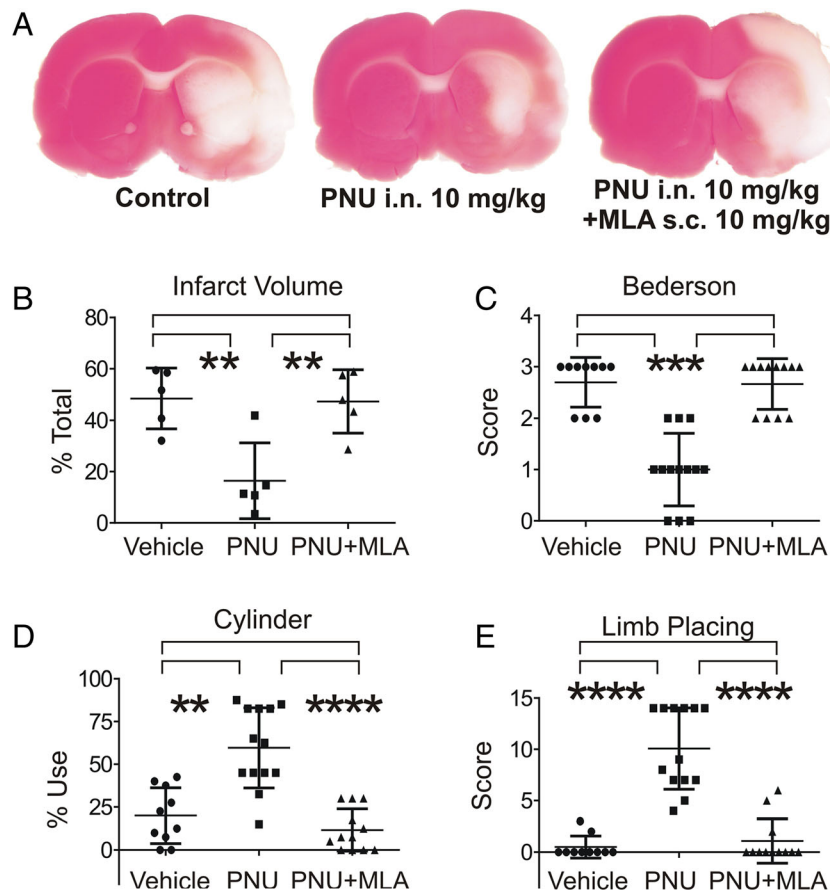 A
Control
PNU i.n. 10 mg/kg
PNU i.n. 10 mg/kg
+MLA s.c. 10 mg/kg
B
Infarct Volume
80
60
40
20
0
% Total
** **
Vehicle PNU PNU+MLA
C
Bederson
4
3
2
1
0
Score
***
Vehicle PNU PNU+MLA
D
Cylinder
100
75
50
25
0
% Use
** ****
Vehicle PNU PNU+MLA
E
Limb Placing
15
10
5
0
Score
**** ****
Vehicle PNU PNU+MLA